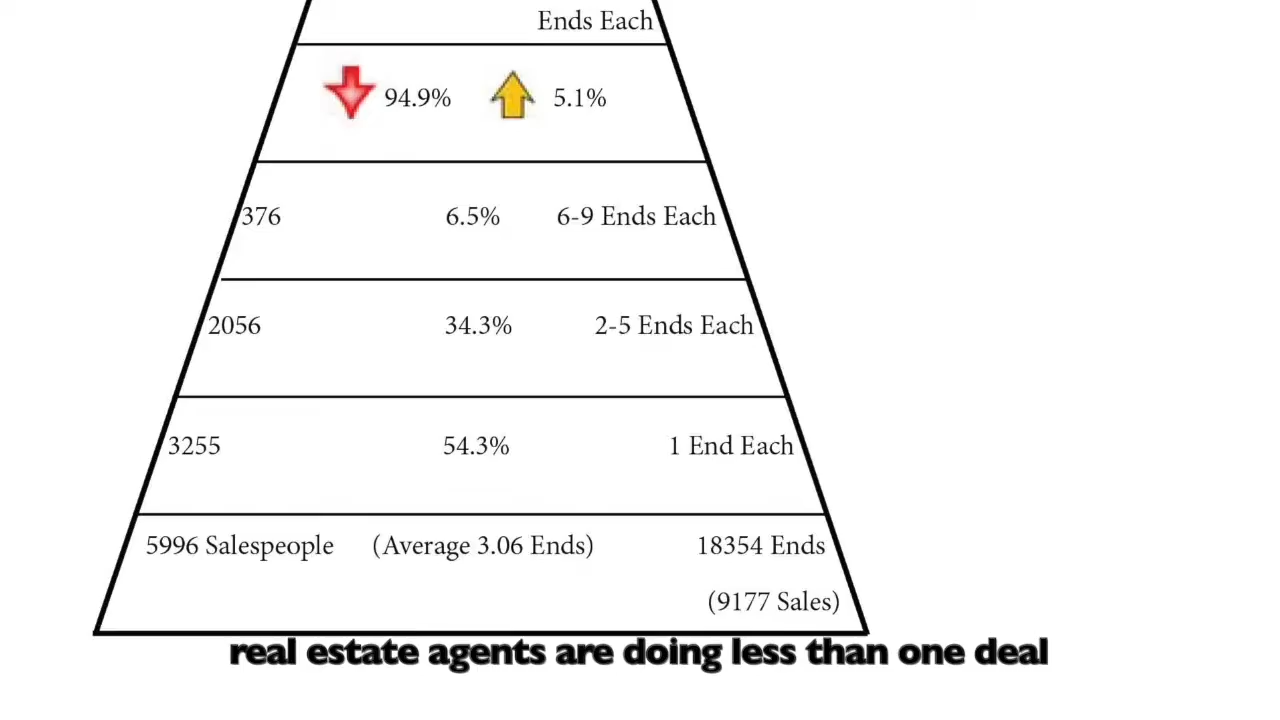 Ends Each
94.9% 5.1%
376 6.5% 6-9 Ends Each
2056 34.3% 2-5 Ends Each
3255 54.3% 1 End Each
5996 Salespeople (Average 3.06 Ends) 18354 Ends
(9177 Sales)
real estate agents are doing less than one deal